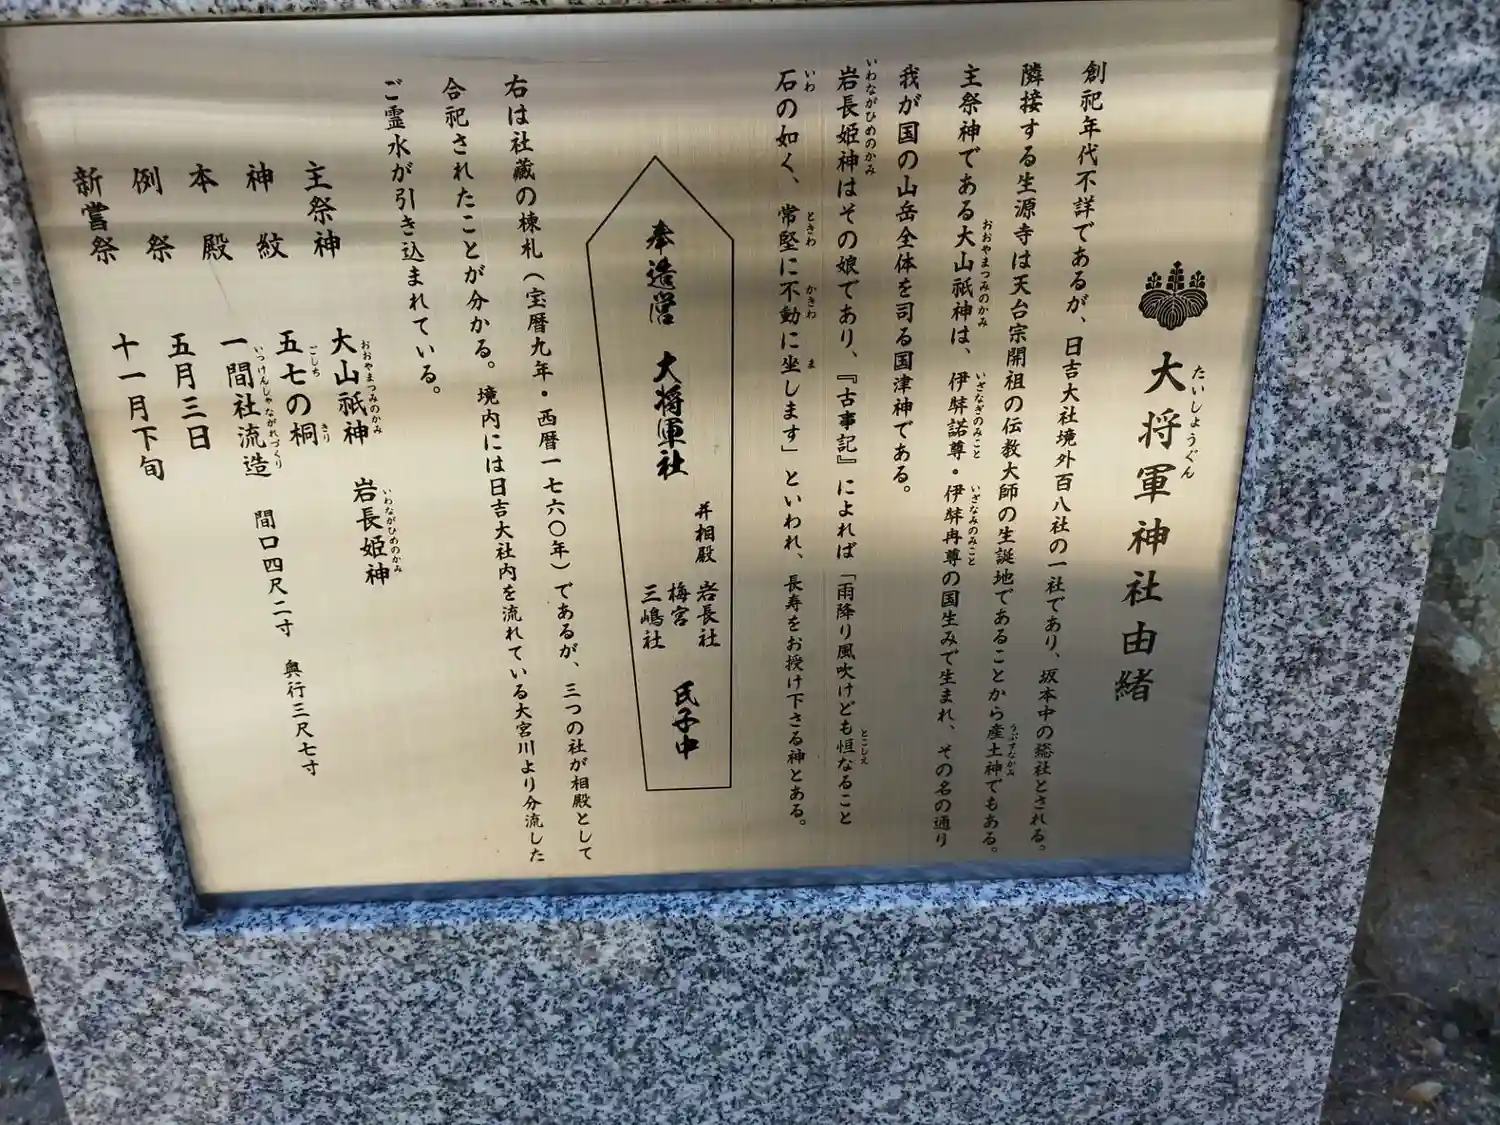 大将軍神社由緒
創祀年代不詳であるが、日吉大社境外百八社の一社であり、坂本中の総社とされる。
隣接する生源寺は天台宗開祖の伝教大師の生誕地であることから産土神でもある。
主祭神である大山祇神は、伊弉諾尊・伊弉冉尊の国生みで生まれ、その名の通り
我が国の山岳全体を司る国津神である。
岩長姫神はその娘であり、『古事記』によれば「雨降り風吹けども恒なること
石の如く、常堅に不動に坐します」といわれ、長寿をお授け下さる神とある。
奉造営 大将軍社 并相殿 岩長社 梅宮 三嶋社 氏子中
右は社蔵の棟札(宝暦九年・西暦一七六〇年)であるが、三つの社が相殿として
合祀されたことが分かる。境内には日吉大社内を流れている大宮川より分流した
ご霊水が引き込まれている。
主祭神 大山祇神 岩長姫神
神紋 五七の桐
本殿 一間社流造 間口四尺二寸 奥行三尺七寸
例祭 五月三日
新嘗祭 十一月下旬